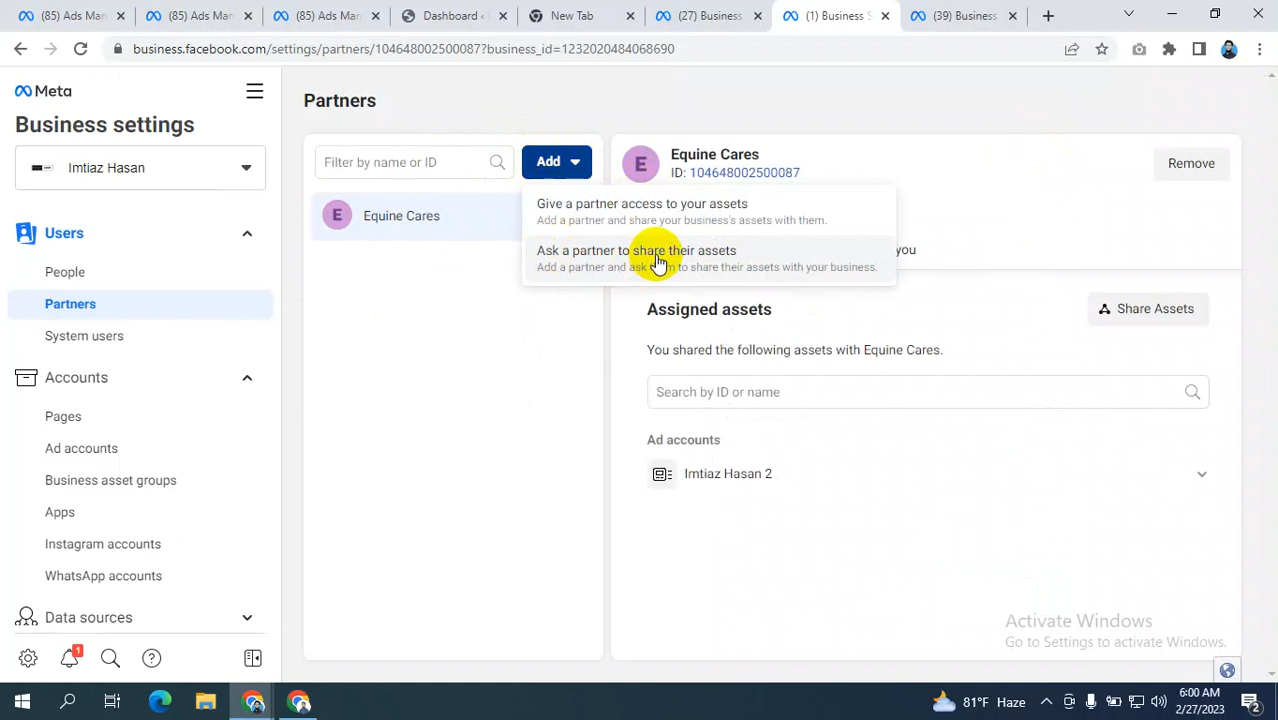 (85) Ads Man
(85) Ads Man
(85) Ads Man
Dashboard ‹
New Tab
(27) Business
(1) Business S
(39) Business
business.facebook.com/settings/partners/104648002500087?business_id=1232020484068690
Meta
Business settings
Imtiaz Hasan
Users
People
Partners
System users
Accounts
Pages
Ad accounts
Business asset groups
Apps
Instagram accounts
WhatsApp accounts
Data sources
1
Partners
Filter by name or ID
Add
E
Equine Cares
Give a partner access to your assets
Add a partner and share your business's assets with them.
Ask a partner to share their assets
Add a partner and ask them to share their assets with your business.
E
Equine Cares
ID: 104648002500087
Remove
you
Assigned assets
Share Assets
You shared the following assets with Equine Cares.
Search by ID or name
Ad accounts
Imtiaz Hasan 2
Activate Windows
Go to Settings to activate Windows.
81°F Haze
6:00 AM
2/27/2023
2